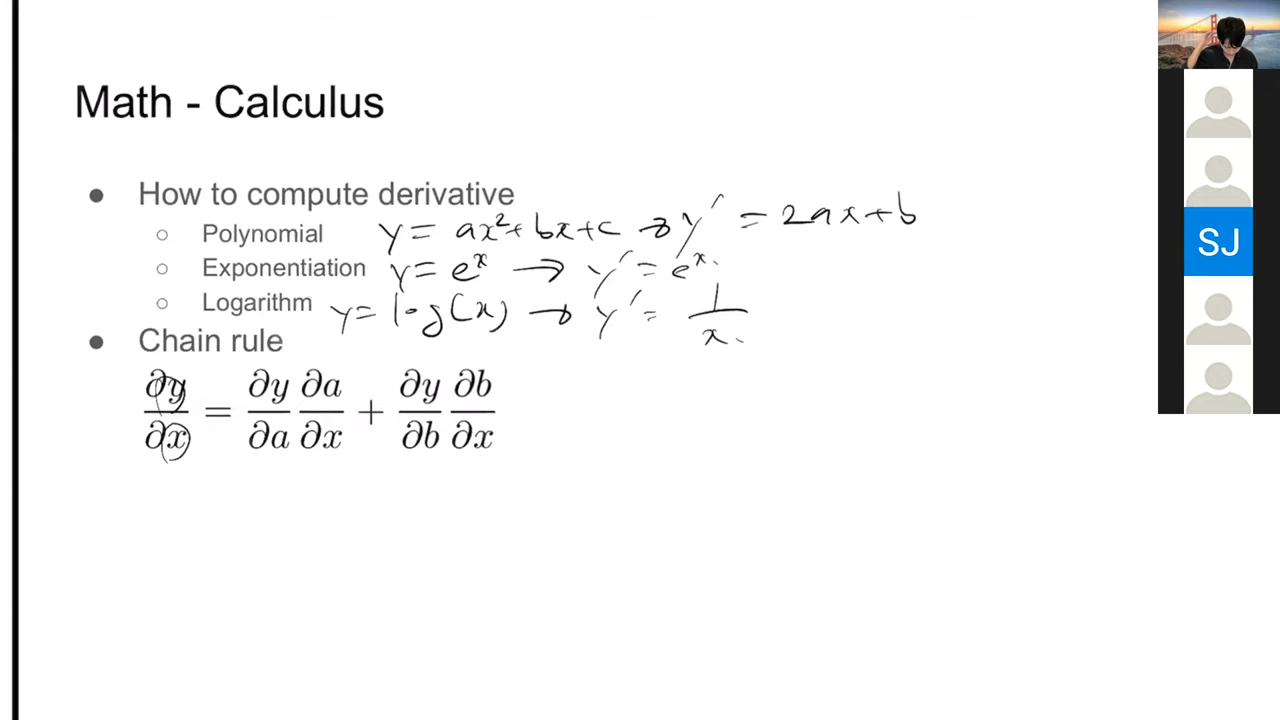 Math - Calculus
● How to compute derivative
○ Polynomial y = ax²+bx+c → y′ = 2ax+b
○ Exponentiation y = eˣ → y′ = eˣ.
○ Logarithm y = log(x) → y′ = 1/x.
● Chain rule
∂y/∂x = ∂y/∂a ∂a/∂x + ∂y/∂b ∂b/∂x
SJ